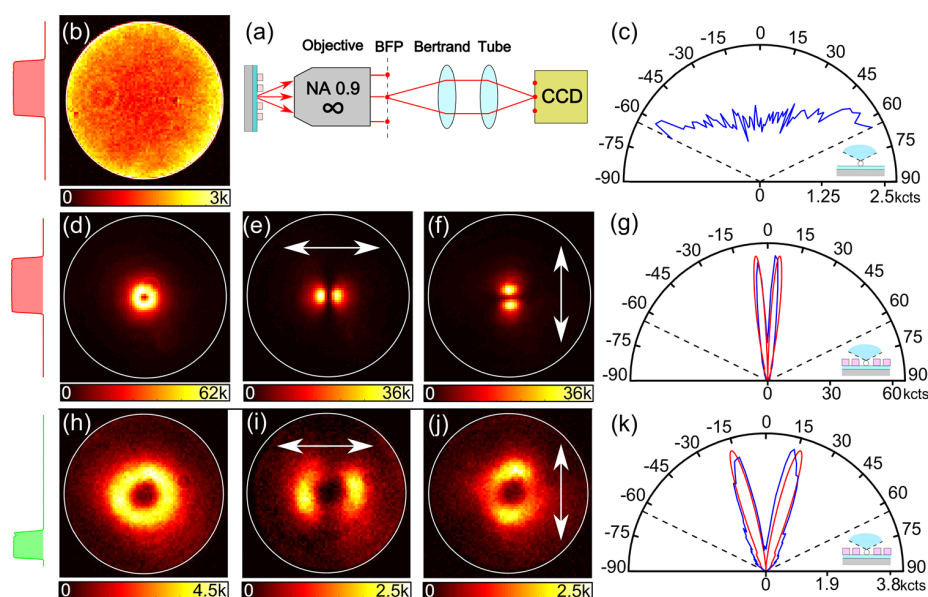 (b)
0 3k
(a)
Objective BFP Bertrand Tube
NA 0.9
∞
CCD
(c)
-90 -75 -60 -45 -30 -15 0 15 30 45 60 75 90
0 1.25 2.5kcts
(d)
0 62k
(e)
0 36k
(f)
0 36k
(g)
-90 -75 -60 -45 -30 -15 0 15 30 45 60 75 90
0 30 60 kcts
(h)
0 4.5k
(i)
0 2.5k
(j)
0 2.5k
(k)
-90 -75 -60 -45 -30 -15 0 15 30 45 60 75 90
0 1.9 3.8kcts